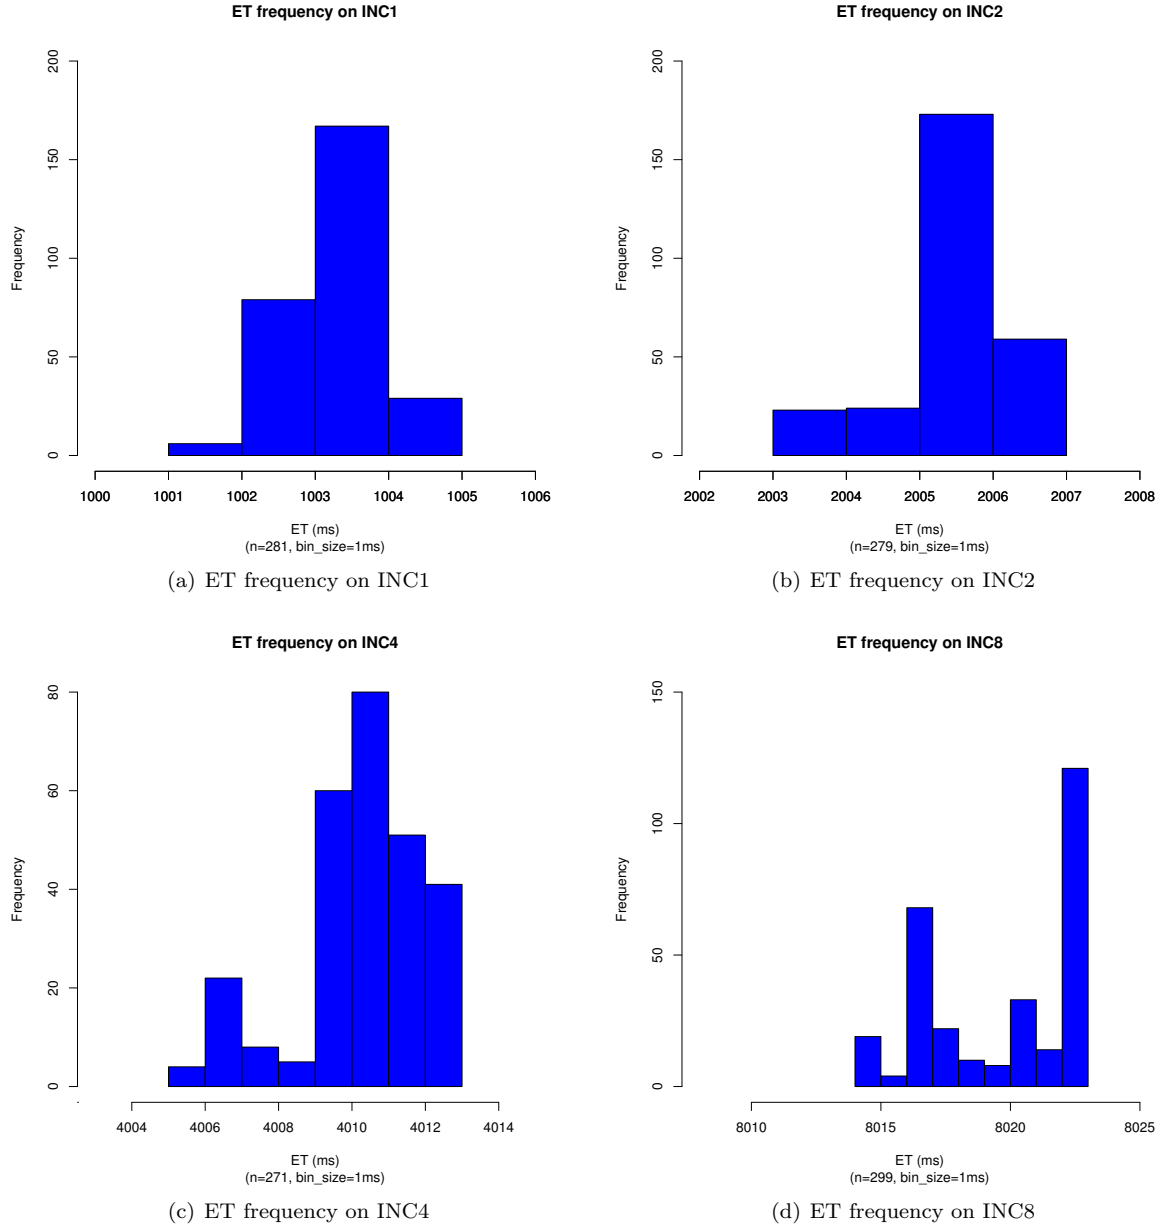 ET frequency on INC1
200
150
100
50
0
Frequency
1000 1001 1002 1003 1004 1005 1006
ET (ms)
(n=281, bin_size=1ms)
(a) ET frequency on INC1
ET frequency on INC2
200
150
100
50
0
Frequency
2002 2003 2004 2005 2006 2007 2008
ET (ms)
(n=279, bin_size=1ms)
(b) ET frequency on INC2
ET frequency on INC4
80
60
40
20
0
Frequency
4004 4006 4008 4010 4012 4014
ET (ms)
(n=271, bin_size=1ms)
(c) ET frequency on INC4
ET frequency on INC8
150
100
50
0
Frequency
8010 8015 8020 8025
ET (ms)
(n=299, bin_size=1ms)
(d) ET frequency on INC8